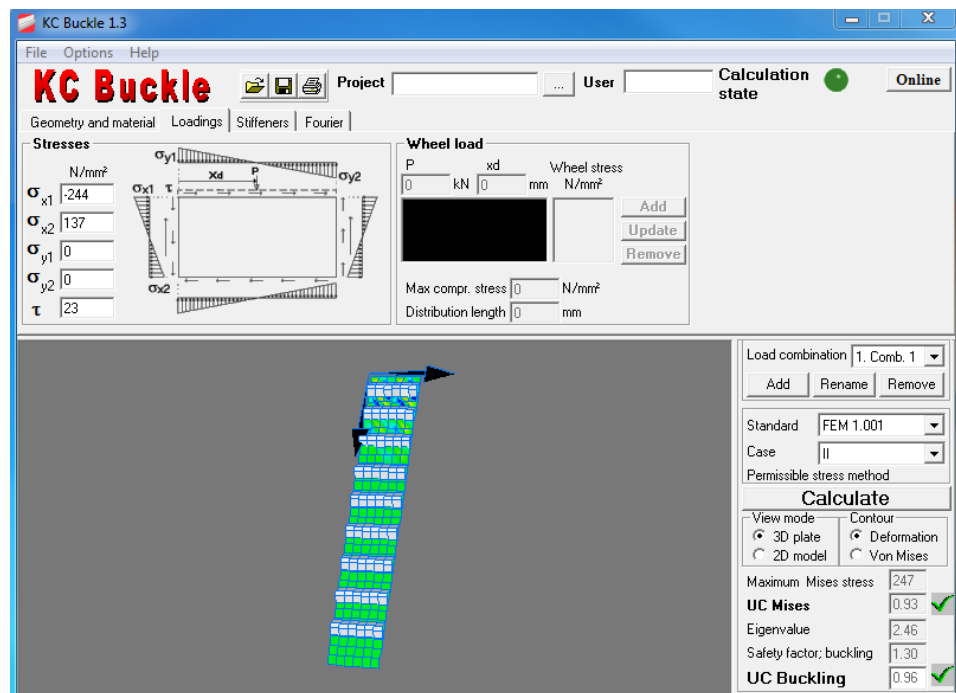 KC Buckle 1.3
File Options Help
KC Buckle Project ... User Calculation state Online
Geometry and material Loadings Stiffeners Fourier
Stresses
N/mm²
σx1 -244
σx2 137
σy1 0
σy2 0
τ 23
σy1 Xd P σy2
σx1 τ
σx2
Wheel load
P xd Wheel stress
0 kN 0 mm N/mm²
Add
Update
Remove
Max compr. stress 0 N/mm²
Distribution length 0 mm
Load combination 1. Comb. 1
Add Rename Remove
Standard FEM 1.001
Case II
Permissible stress method
Calculate
View mode Contour
3D plate Deformation
2D model Von Mises
Maximum Mises stress 247
UC Mises 0.93
Eigenvalue 2.46
Safety factor; buckling 1.30
UC Buckling 0.96